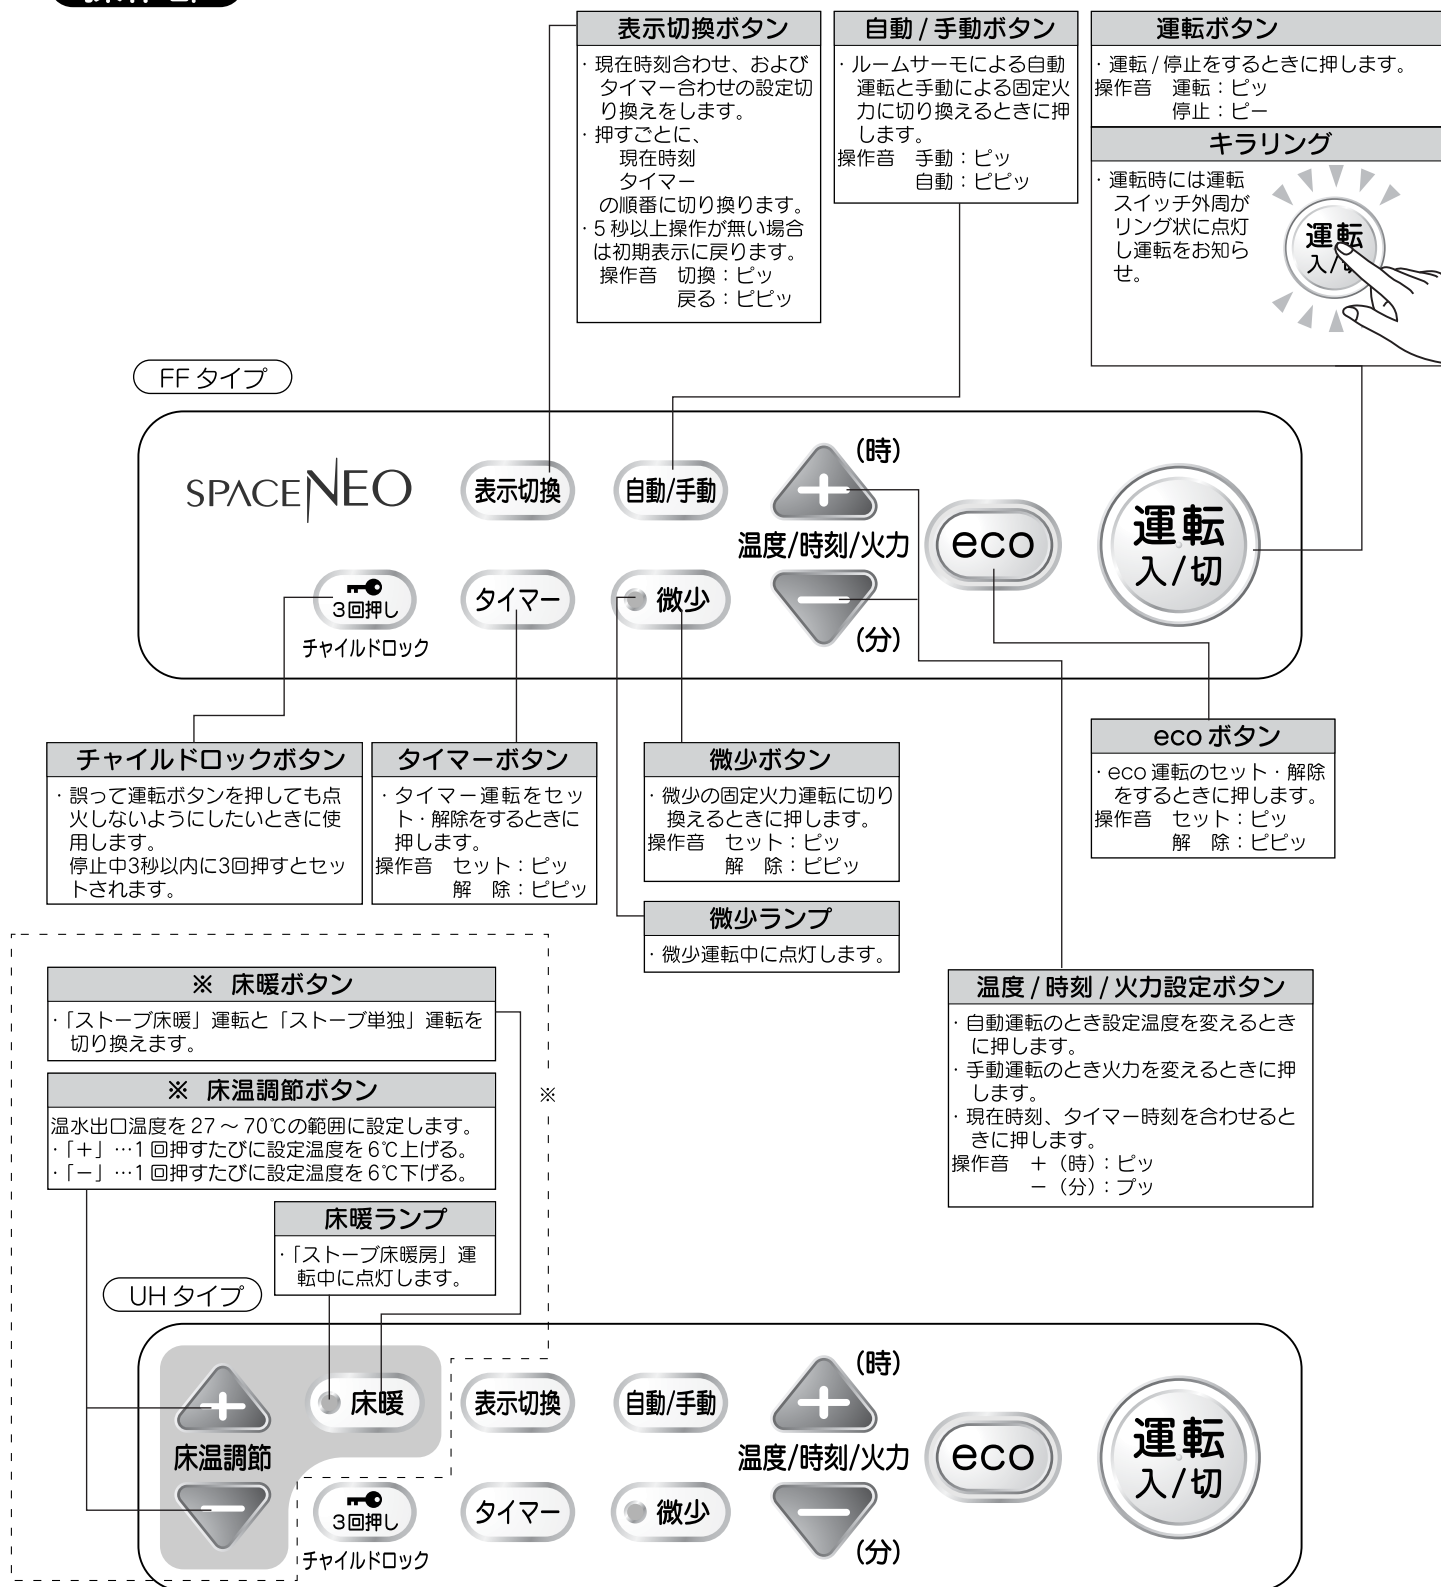 表示切換ボタン
・現在時刻合わせ、および
タイマー合わせの設定切
り換えをします。
・押すごとに、
現在時刻
タイマー
の順番に切り換ります。
・5秒以上操作が無い場合
は初期表示に戻ります。
操作音 切換：ピッ
戻る：ピピッ
自動/手動ボタン
・ルームサーモによる自動
運転と手動による固定火
力に切り換えるときに押
します。
操作音 手動：ピッ
自動：ピピッ
運転ボタン
・運転/停止をするときに押します。
操作音 運転：ピッ
停止：ピー
キラリング
・運転時には運転
スイッチ外周が
リング状に点灯
し運転をお知ら
せ。
運転
入/切
FFタイプ
SPACENEO
表示切換
自動/手動
(時)
＋
温度/時刻/火力
－
(分)
eco
運転
入/切
3回押し
チャイルドロック
タイマー
微少
チャイルドロックボタン
・誤って運転ボタンを押しても点
火しないようにしたいときに使
用します。
停止中3秒以内に3回押すとセッ
トされます。
タイマーボタン
・タイマー運転をセッ
ト・解除をするときに
押します。
操作音 セット：ピッ
解 除：ピピッ
微少ボタン
・微少の固定火力運転に切り
換えるときに押します。
操作音 セット：ピッ
解 除：ピピッ
微少ランプ
・微少運転中に点灯します。
ecoボタン
・eco運転のセット・解除
をするときに押します。
操作音 セット：ピッ
解 除：ピピッ
温度/時刻/火力設定ボタン
・自動運転のとき設定温度を変えるとき
に押します。
・手動運転のとき火力を変えるときに押
します。
・現在時刻、タイマー時刻を合わせると
きに押します。
操作音 ＋（時）：ピッ
－（分）：プッ
※ 床暖ボタン
・「ストーブ床暖」運転と「ストーブ単独」運転を
切り換えます。
※ 床温調節ボタン
温水出口温度を27～70℃の範囲に設定します。
・「＋」…1回押すたびに設定温度を6℃上げる。
・「－」…1回押すたびに設定温度を6℃下げる。
※
床暖ランプ
・「ストーブ床暖房」運
転中に点灯します。
UHタイプ
＋
床温調節
－
床暖
表示切換
自動/手動
(時)
＋
温度/時刻/火力
－
(分)
eco
運転
入/切
3回押し
チャイルドロック
タイマー
微少